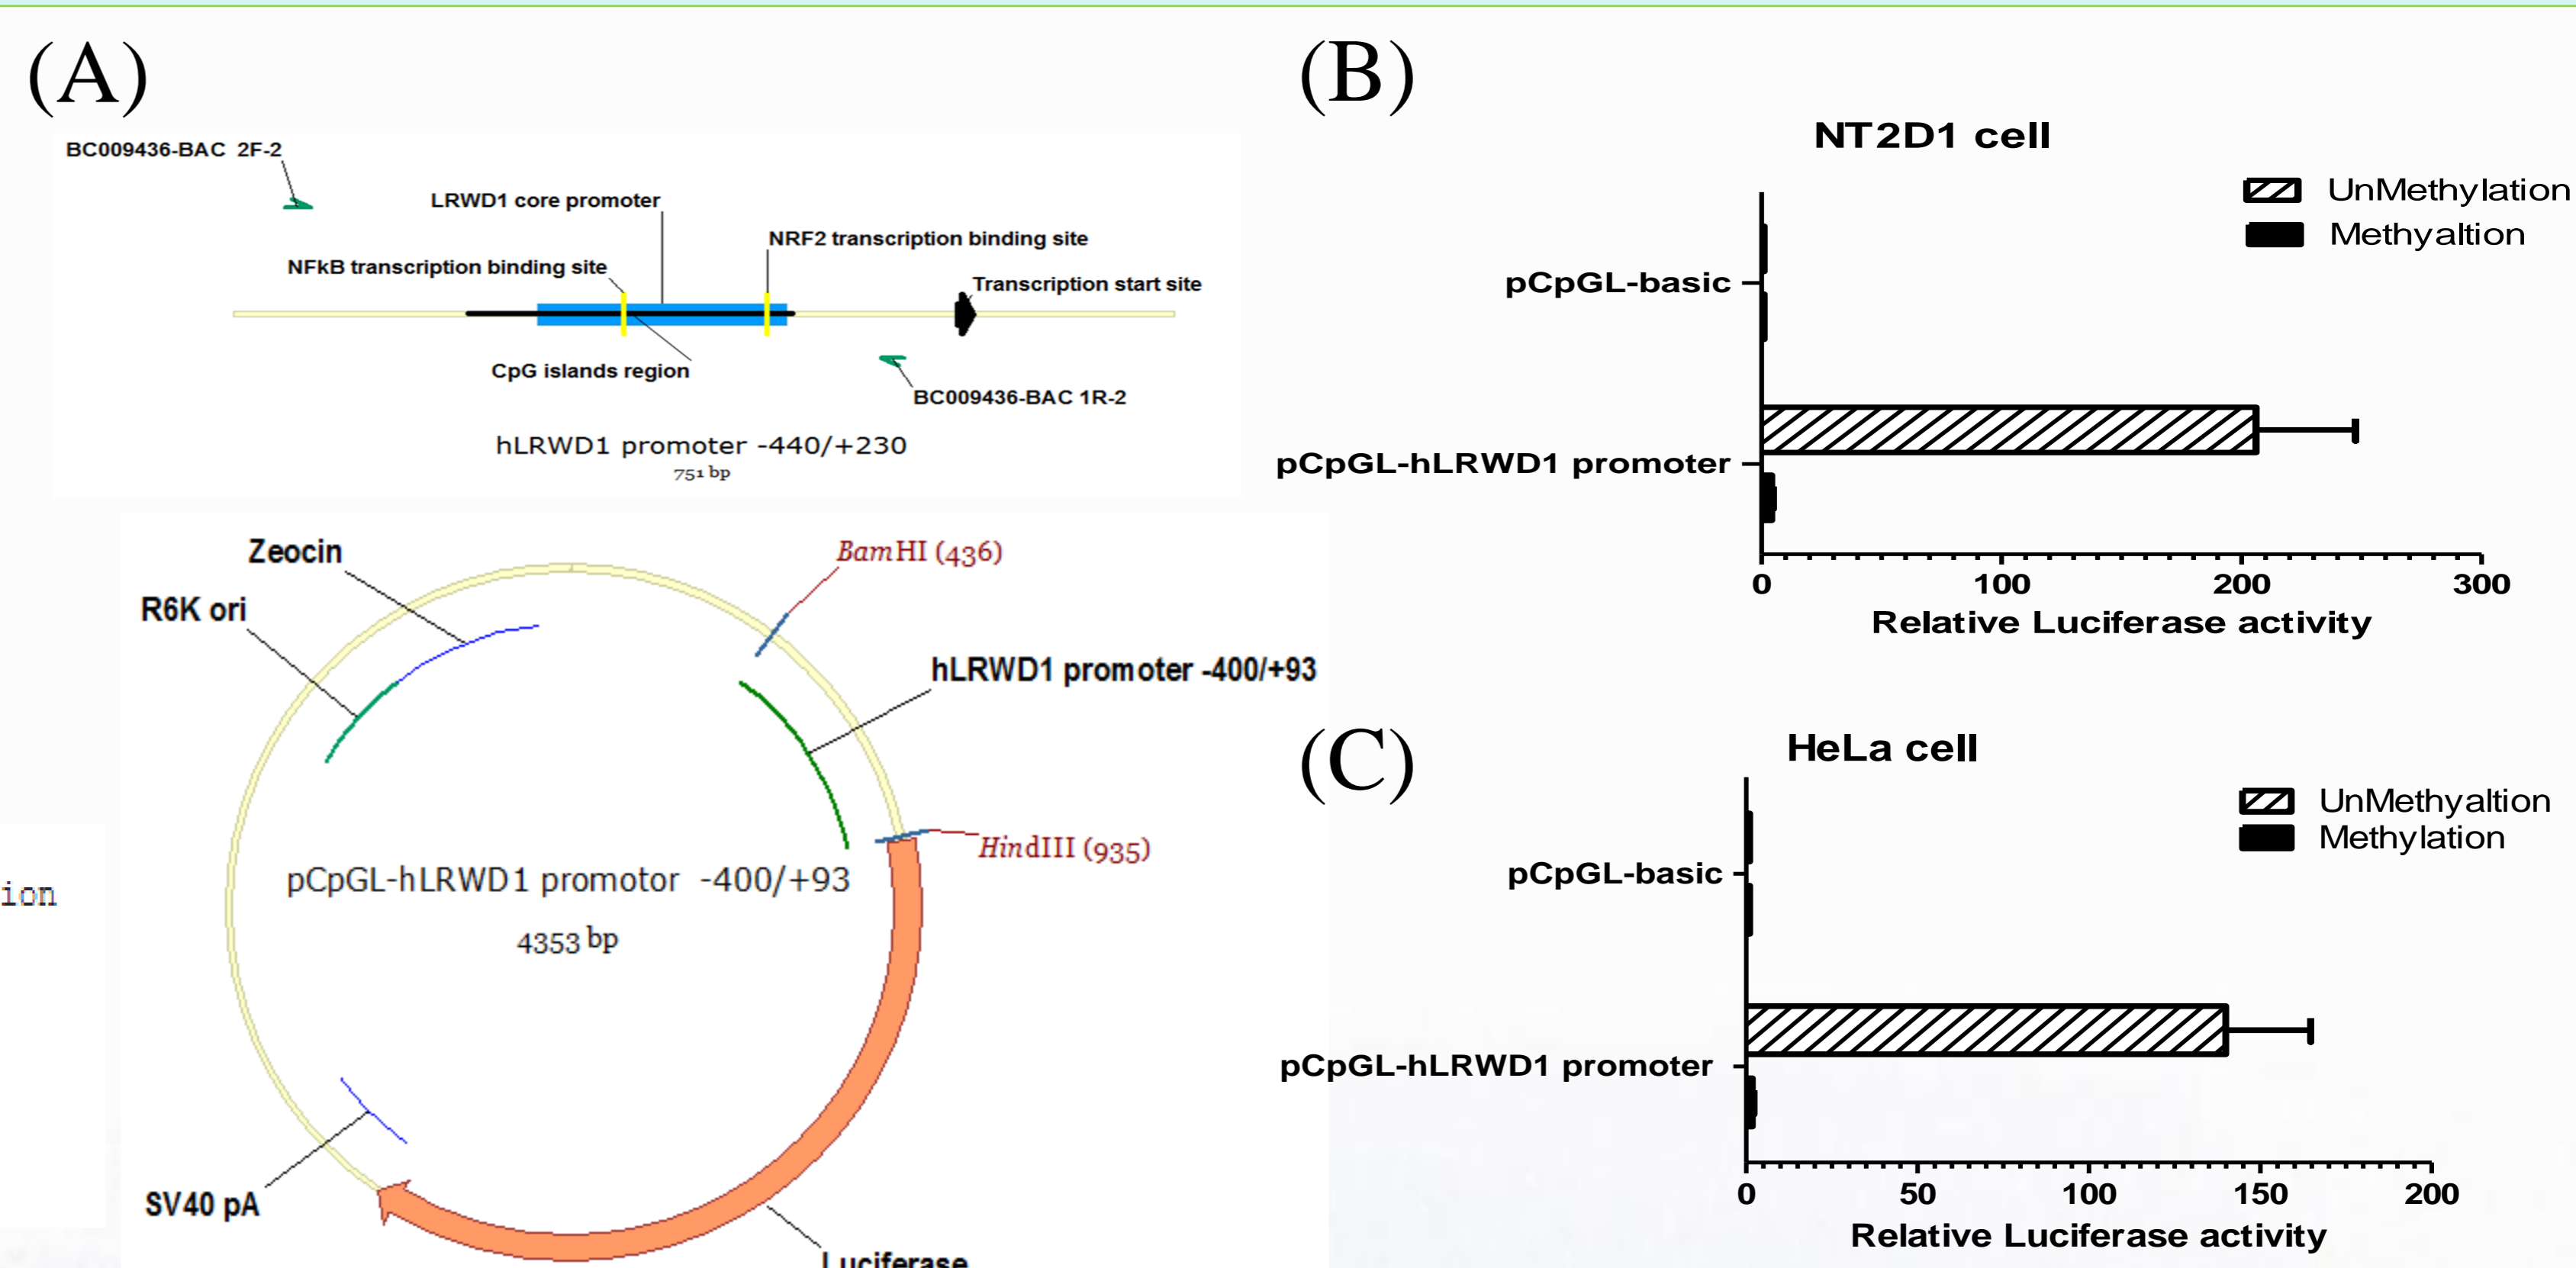 (A)
BC009436-BAC 2F-2
LRWD1 core promoter
NRF2 transcription binding site
NFkB transcription binding site
Transcription start site
CpG islands region
BC009436-BAC 1R-2
hLRWD1 promoter -440/+230
751 bp
Zeocin
BamHI (436)
R6K ori
hLRWD1 promoter -400/+93
HindIII (935)
pCpGL-hLRWD1 promotor -400/+93
4353 bp
ion
SV40 pA
Luciferase
(B)
NT2D1 cell
UnMethylation
Methyaltion
pCpGL-basic
pCpGL-hLRWD1 promoter
0 100 200 300
Relative Luciferase activity
(C)
HeLa cell
UnMethyaltion
Methylation
pCpGL-basic
pCpGL-hLRWD1 promoter
0 50 100 150 200
Relative Luciferase activity